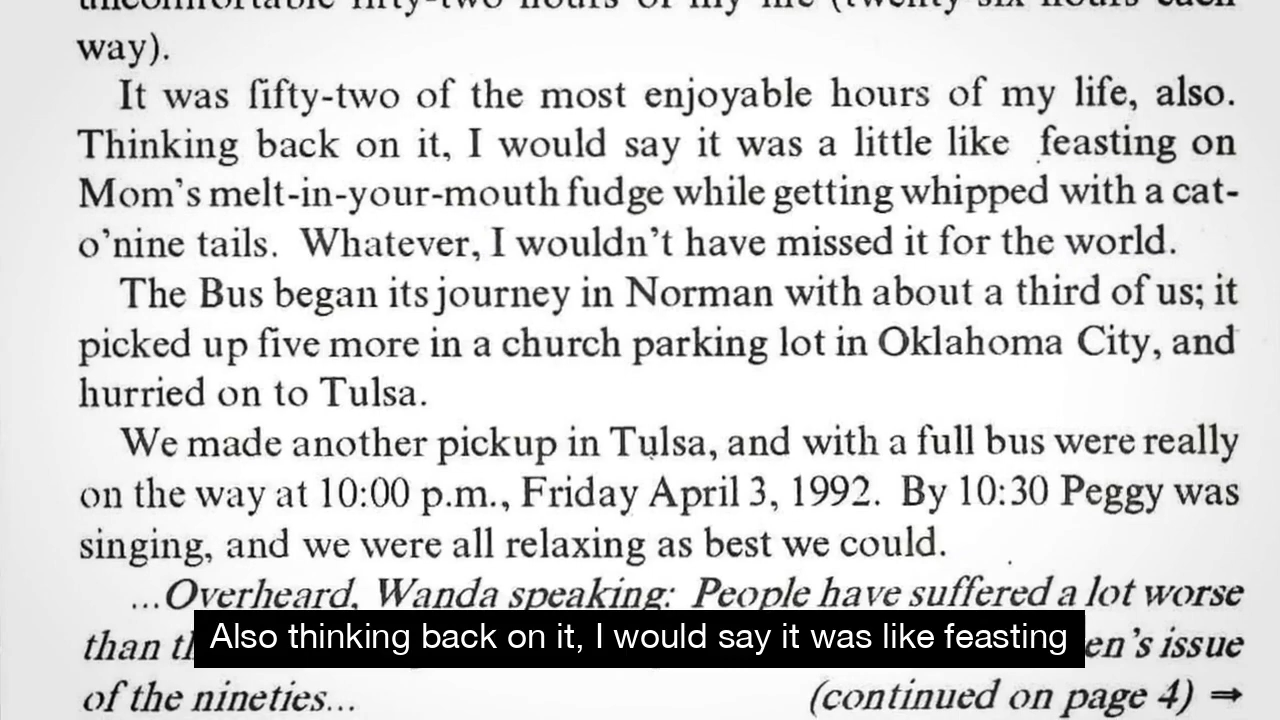 way).
It was fifty-two of the most enjoyable hours of my life, also.
Thinking back on it, I would say it was a little like feasting on
Mom's melt-in-your-mouth fudge while getting whipped with a cat-
o'nine tails. Whatever, I wouldn't have missed it for the world.
The Bus began its journey in Norman with about a third of us; it
picked up five more in a church parking lot in Oklahoma City, and
hurried on to Tulsa.
We made another pickup in Tulsa, and with a full bus were really
on the way at 10:00 p.m., Friday April 3, 1992. By 10:30 Peggy was
singing, and we were all relaxing as best we could.
...Overheard, Wanda speaking: People have suffered a lot worse
than en's issue
Also thinking back on it, I would say it was like feasting
of the nineties... (continued on page 4) ⇒